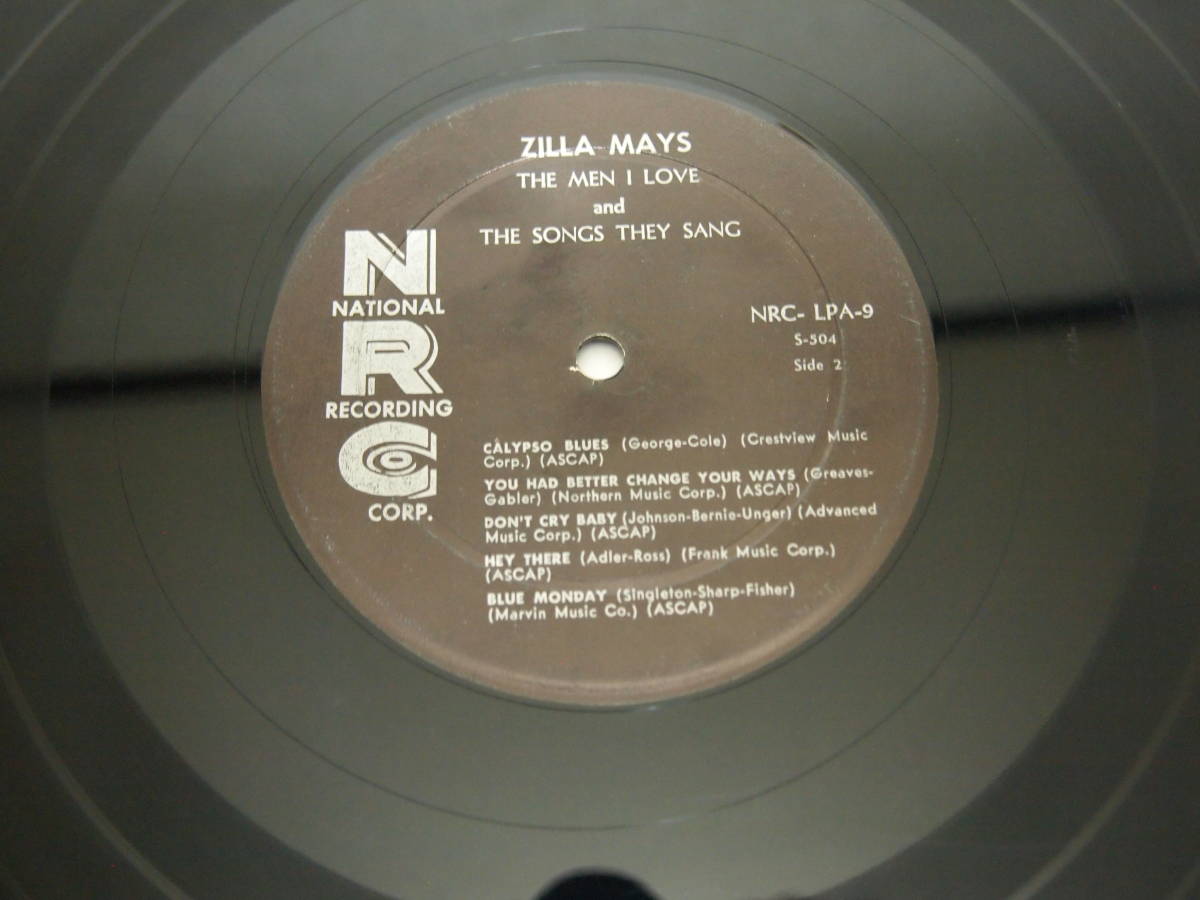 ZILLA MAYS
THE MEN I LOVE
and
THE SONGS THEY SANG
N
NATIONAL
R
RECORDING
C
CORP.
NRC- LPA-9
S-504
Side 2
CALYPSO BLUES (George-Cole) (Crestview Music
Corp.) (ASCAP)
YOU HAD BETTER CHANGE YOUR WAYS (Greaves-
Gabler) (Northern Music Corp.) (ASCAP)
DON'T CRY BABY (Johnson-Bernie-Unger) (Advanced
Music Corp.) (ASCAP)
HEY THERE (Adler-Ross) (Frank Music Corp.)
(ASCAP)
BLUE MONDAY (Singleton-Sharp-Fisher)
(Marvin Music Co.) (ASCAP)